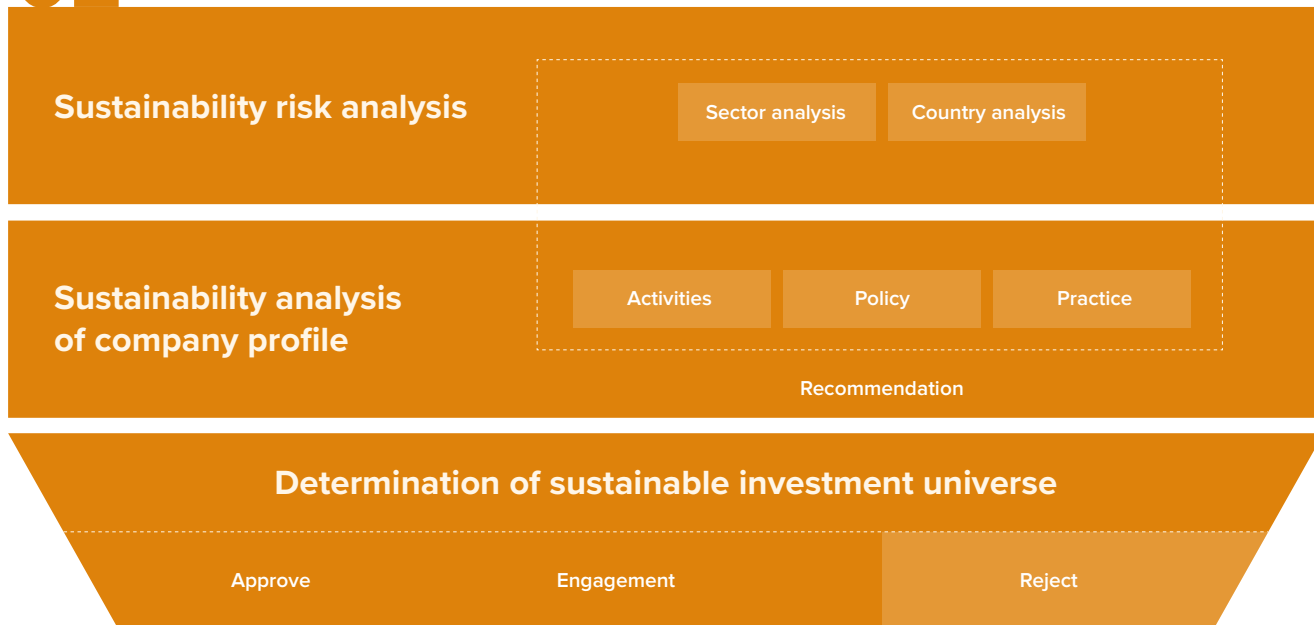 Sustainability risk analysis
Sector analysis
Country analysis
Sustainability analysis
of company profile
Activities
Policy
Practice
Recommendation
Determination of sustainable investment universe
Approve
Engagement
Reject